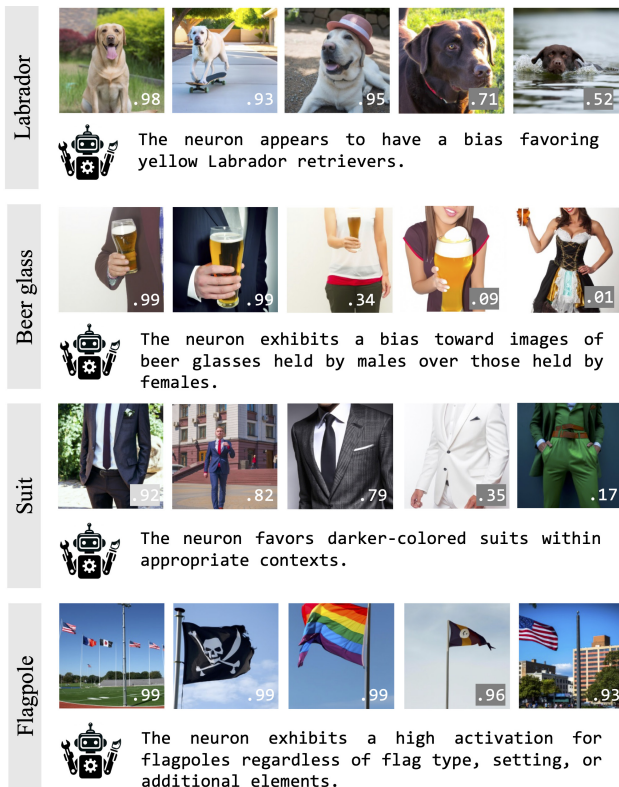 Labrador
.98
.93
.95
.71
.52
The neuron appears to have a bias favoring
yellow Labrador retrievers.
Beer glass
.99
.99
.34
.09
.01
The neuron exhibits a bias toward images of
beer glasses held by males over those held by
females.
Suit
.92
.82
.79
.35
.17
The neuron favors darker-colored suits within
appropriate contexts.
Flagpole
.99
.99
.99
.96
.93
The neuron exhibits a high activation for
flagpoles regardless of flag type, setting, or
additional elements.